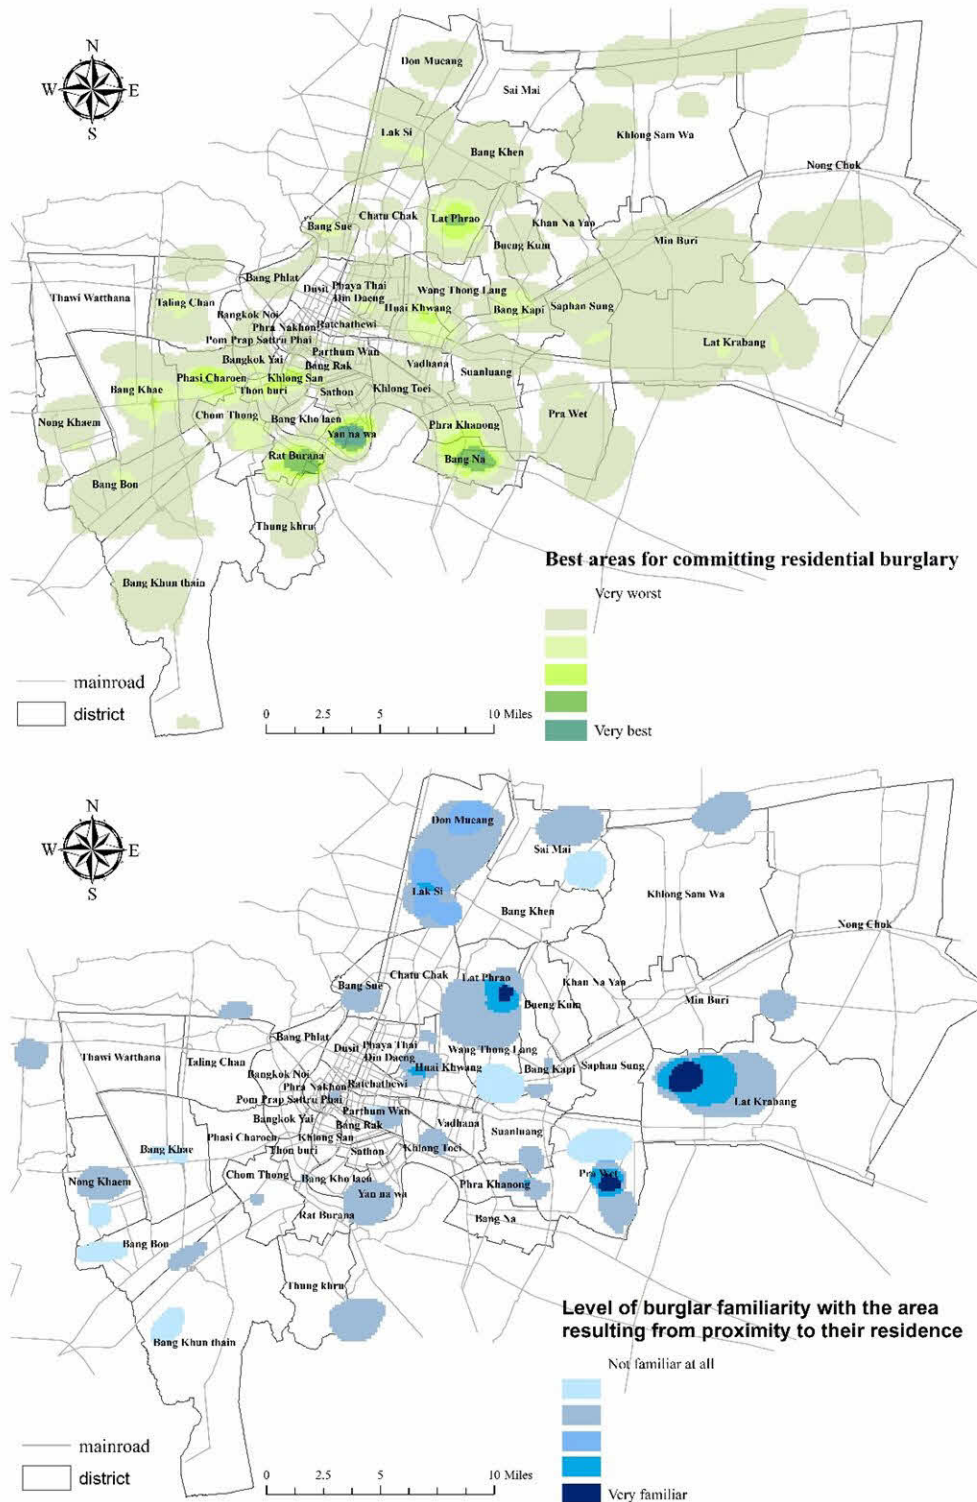 N
W E
S
Don Mueang
Sai Mai
Lak Si
Bang Khen
Khlong Sam Wa
Nong Chok
Chatu Chak
Lat Phrao
Bang Sue
Khan Na Yao
Bueng Kum
Min Buri
Bang Phlat
Dusit
Phaya Thai
Din Daeng
Wang Thong Lang
Thawi Watthana
Taling Chan
Huai Khwang
Bang Kapi
Saphan Sung
Bangkok Noi
Phra Nakhon
Ratchathewi
Pom Prap Sattru Phai
Parthum Wan
Lat Krabang
Bangkok Yai
Bang Rak
Vadhana
Suanluang
Phasi Charoen
Khlong San
Bang Khae
Thon buri
Sathon
Khlong Toei
Chom Thong
Bang Kho laen
Pra Wet
Nong Khaem
Yan na wa
Phra Khanong
Rat Burana
Bang Na
Bang Bon
Thung khru
Bang Khun thain
Best areas for committing residential burglary
Very worst
Very best
mainroad
district
0 2.5 5 10 Miles
N
W E
S
Don Mueang
Sai Mai
Lak Si
Khlong Sam Wa
Bang Khen
Nong Chok
Chatu Chak
Lat Phrao
Bang Sue
Khan Na Yao
Bueng Kum
Min Buri
Bang Phlat
Dusit
Phaya Thai
Din Daeng
Wang Thong Lang
Thawi Watthana
Taling Chan
Huai Khwang
Bang Kapi
Saphan Sung
Bangkok Noi
Phra Nakhon
Ratchathewi
Pom Prap Sattru Phai
Parthum Wan
Lat Krabang
Bangkok Yai
Bang Rak
Vadhana
Suanluang
Phasi Charoen
Khlong San
Bang Khae
Thon buri
Sathon
Khlong Toei
Chom Thong
Bang Kho laen
Pra Wet
Nong Khaem
Yan na wa
Phra Khanong
Rat Burana
Bang Na
Bang Bon
Thung khru
Bang Khun thain
Level of burglar familiarity with the area
resulting from proximity to their residence
Not familiar at all
Very familiar
mainroad
district
0 2.5 5 10 Miles